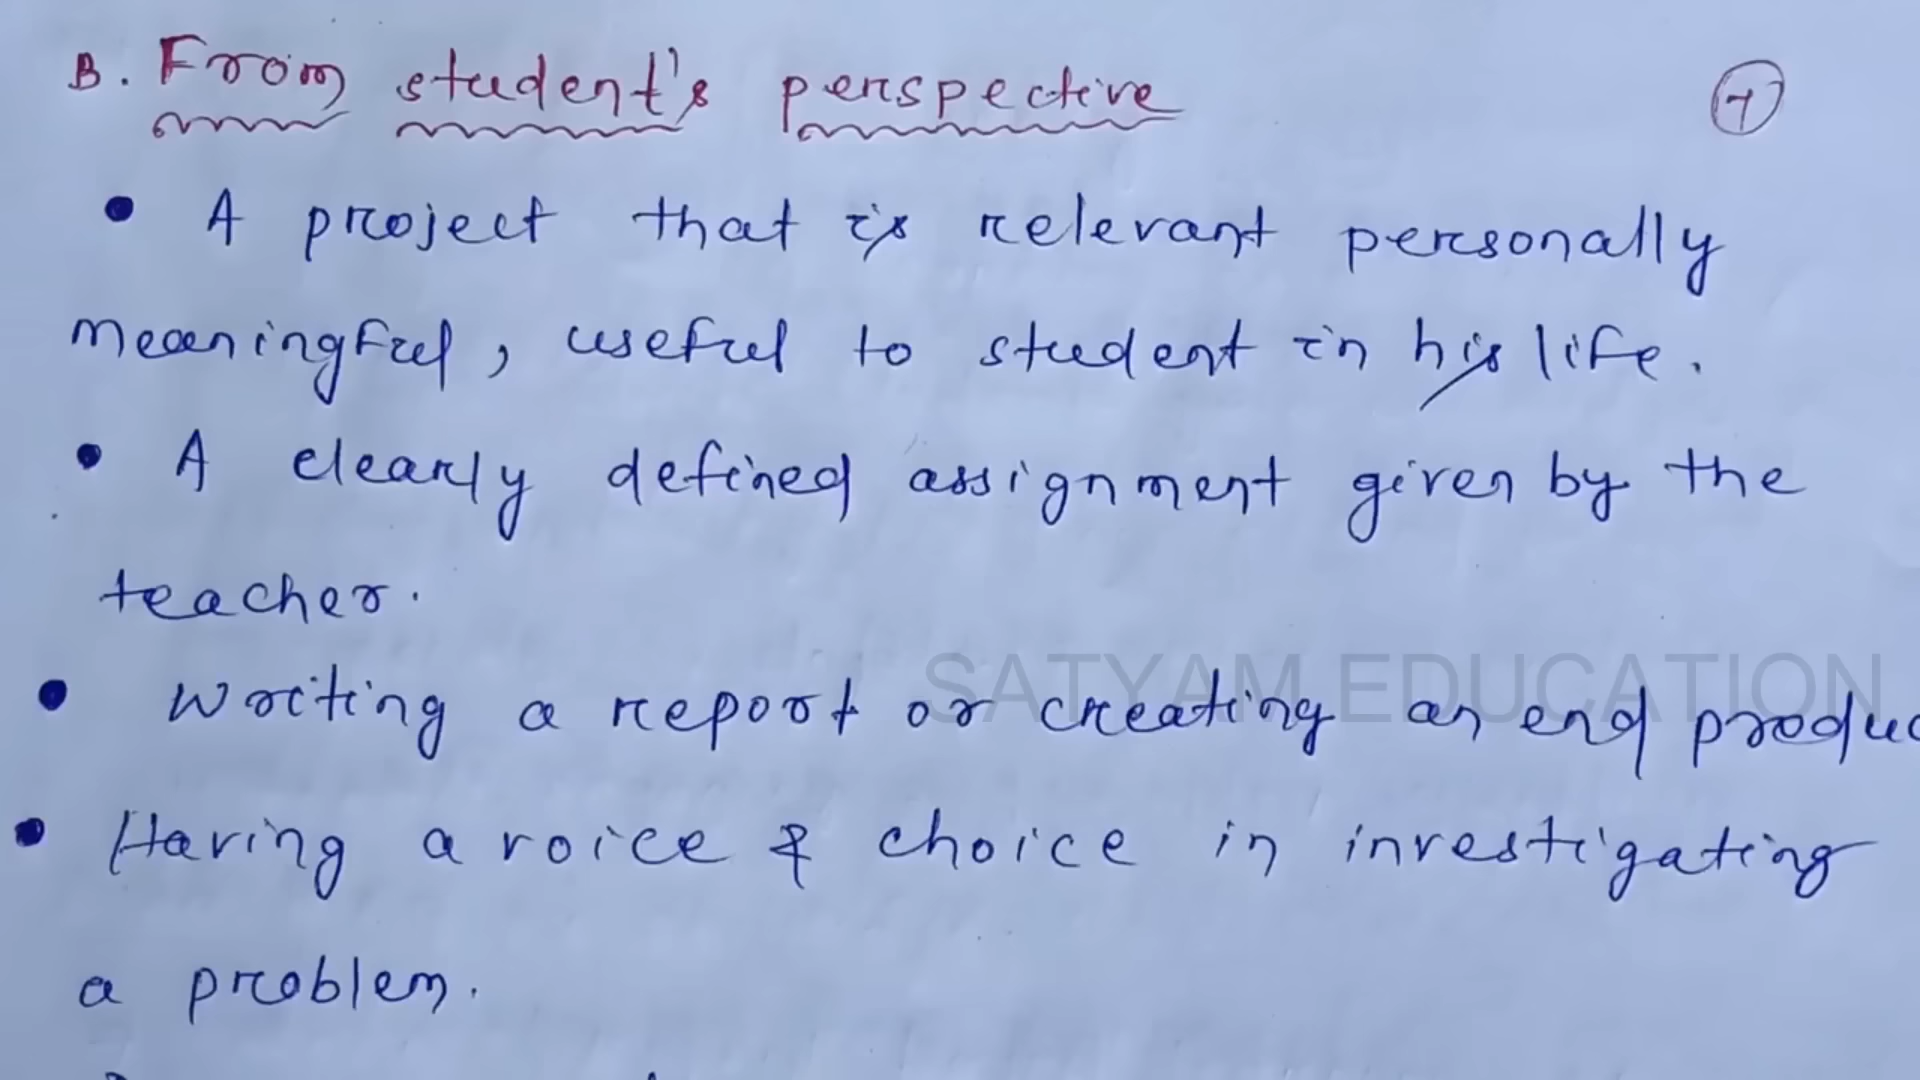 B. From student's perspective
7
• A project that is relevant personally
meaningful, useful to student in his life.
• A clearly defined assignment given by the
teacher.
SATYAM EDUCATION
• Writing a report or creating an end produc
• Having a voice & choice in investigating
a problem.